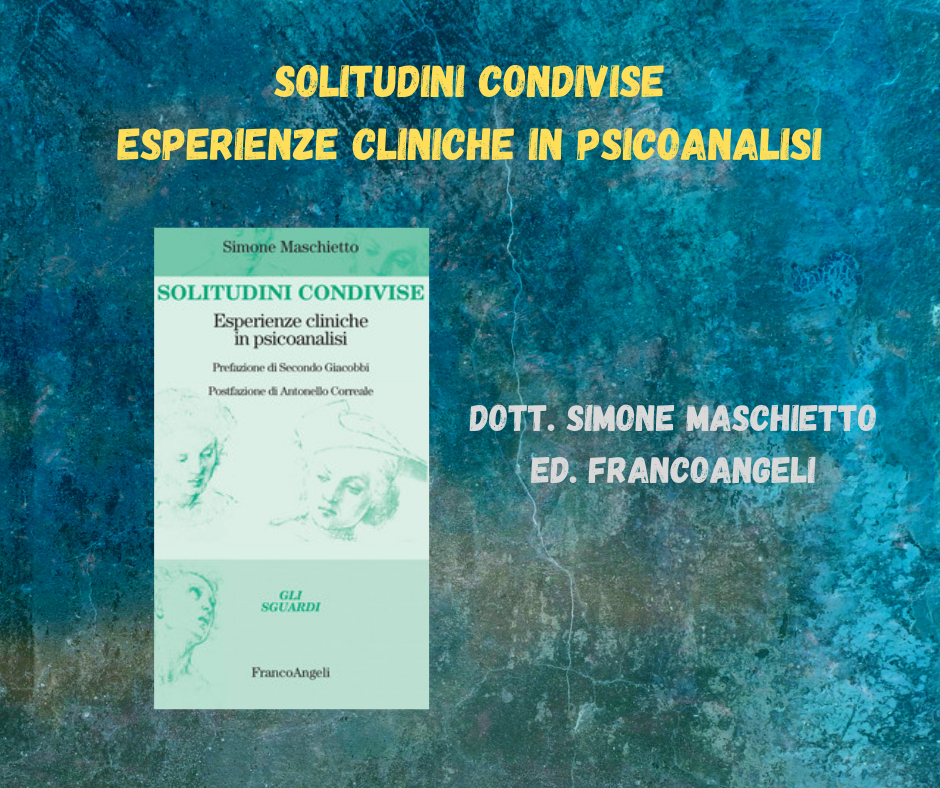 SOLITUDINI CONDIVISE
ESPERIENZE CLINICHE IN PSICOANALISI
Simone Maschietto
SOLITUDINI CONDIVISE
Esperienze cliniche
in psicoanalisi
Prefazione di Secondo Giacobbi
Postfazione di Antonello Correale
GLI
SGUARDI
FrancoAngeli
DOTT. SIMONE MASCHIETTO
ED. FRANCOANGELI